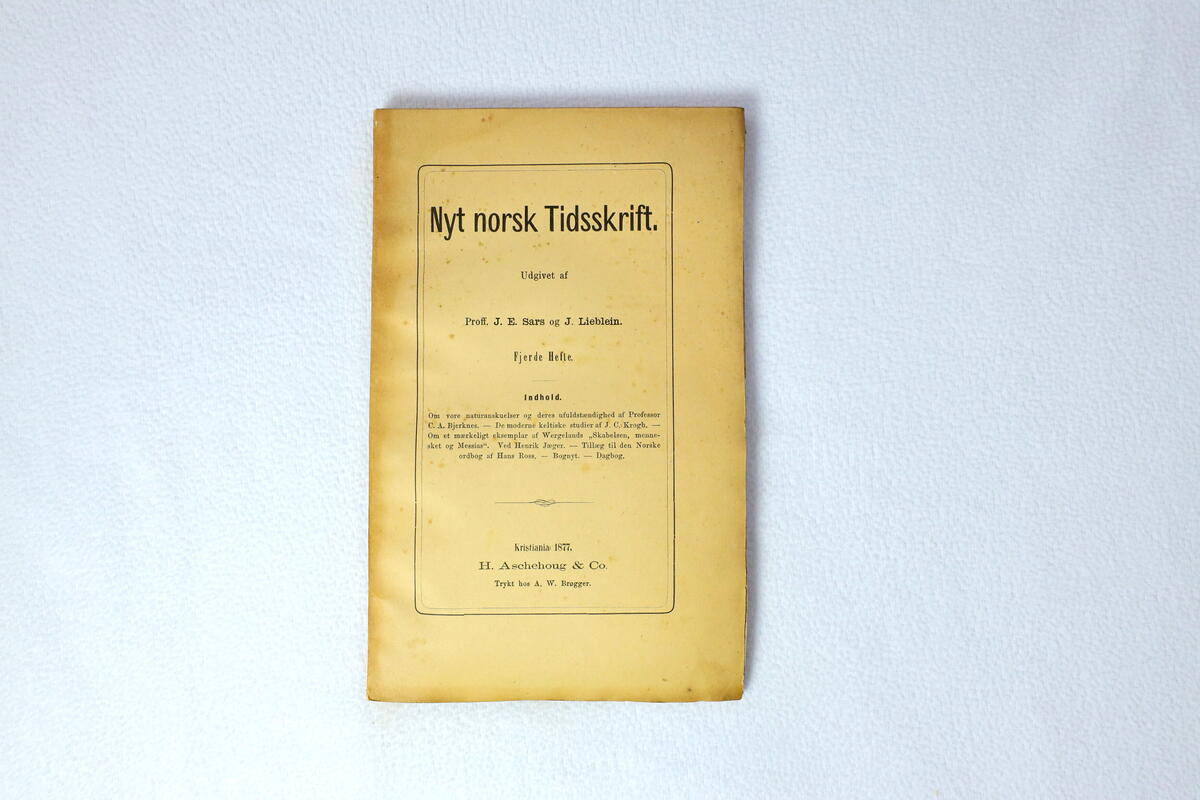 Nyt norsk Tidsskrift.
Udgivet af
Proff. J. E. Sars og J. Lieblein.
Fjerde Hefte.
Indhold.
Om vore naturanskuelser og deres ufuldstændighed af Professor
C. A. Bjerknes. — De moderne keltiske studier af J. C. Krogh. —
Om et mærkeligt eksemplar af Wergelands „Skabelsen, menne-
sket og Messias“. Ved Henrik Jæger. — Tillæg til den Norske
ordbog af Hans Ross. — Bognyt. — Dagbog.
Kristiania 1877.
H. Aschehoug & Co.
Trykt hos A. W. Brøgger.